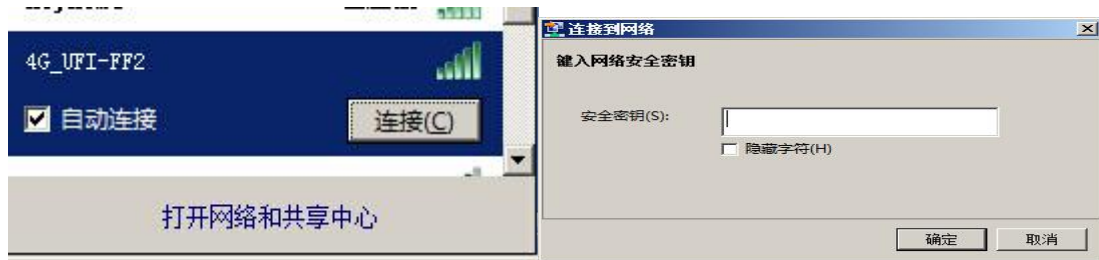 4G_UFI-FF2
自动连接
连接(C)
打开网络和共享中心
连接到网络
键入网络安全密钥
安全密钥(S):
隐藏字符(H)
确定
取消